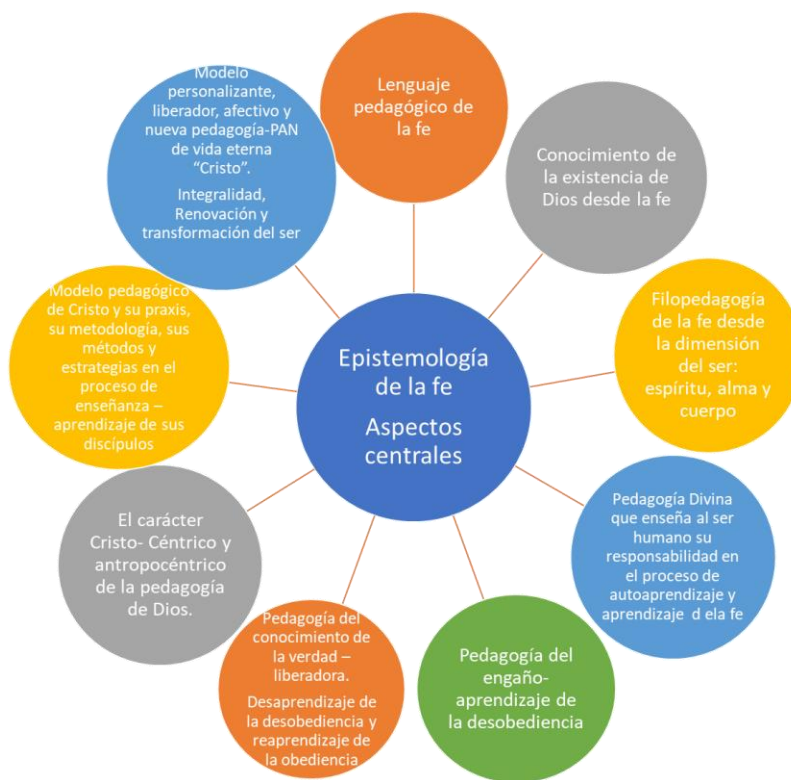 Lenguaje
pedagógico de
la fe
Conocimiento de
la existencia de
Dios desde la fe
Filopedagogía
de la fe desde
la dimensión
del ser:
espíritu, alma y
cuerpo
Pedagogía Divina
que enseña al ser
humano su
responsabilidad en
el proceso de
autoaprendizaje y
aprendizaje d ela fe
Pedagogía del
engaño-
aprendizaje de
la desobediencia
Pedagogía del
conocimiento de
la verdad –
liberadora.
Desaprendizaje de
la desobediencia y
reaprendizaje de
la obediencia
El carácter
Cristo- Céntrico y
antropocéntrico
de la pedagogía
de Dios.
Modelo pedagógico
de Cristo y su praxis,
su metodología, sus
métodos y
estrategias en el
proceso de
enseñanza –
aprendizaje de sus
discípulos
Modelo
personalizante,
liberador, afectivo y
nueva pedagogía-PAN
de vida eterna
“Cristo”.
Integralidad,
Renovación y
transformación del ser
Epistemología
de la fe
Aspectos
centrales